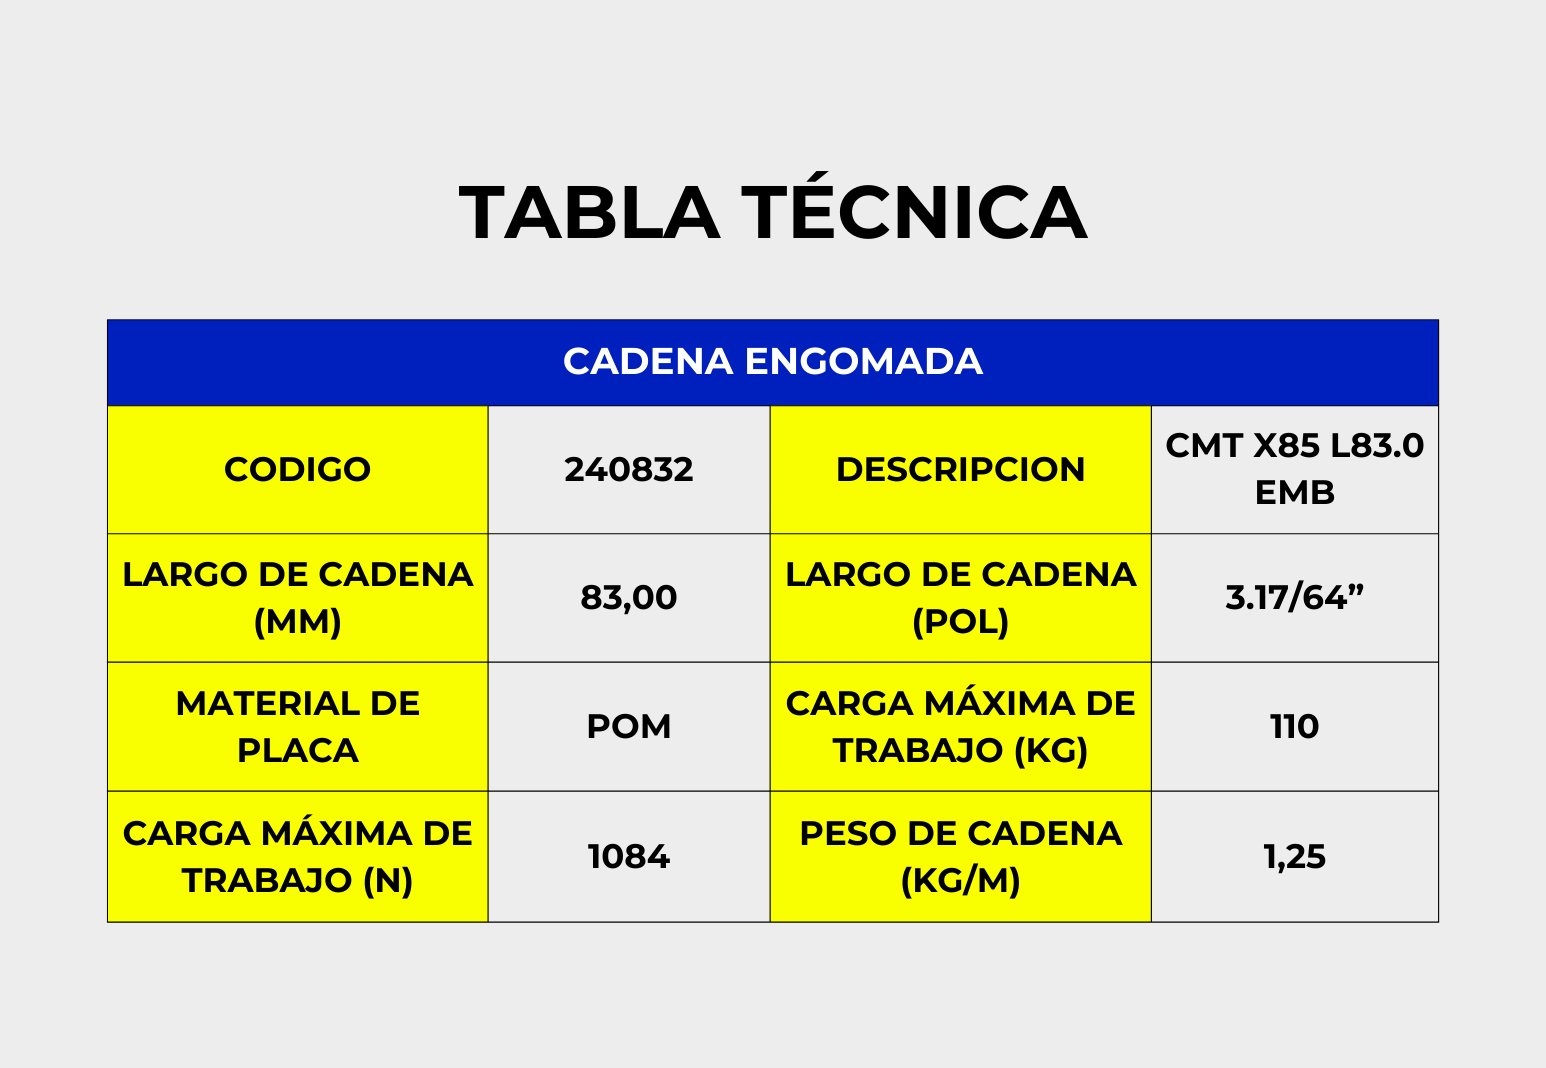 TABLA TÉCNICA
CADENA ENGOMADA
CODIGO
240832
DESCRIPCION
CMT X85 L83.0
EMB
LARGO DE CADENA
(MM)
83,00
LARGO DE CADENA
(POL)
3.17/64”
MATERIAL DE
PLACA
POM
CARGA MÁXIMA DE
TRABAJO (KG)
110
CARGA MÁXIMA DE
TRABAJO (N)
1084
PESO DE CADENA
(KG/M)
1,25